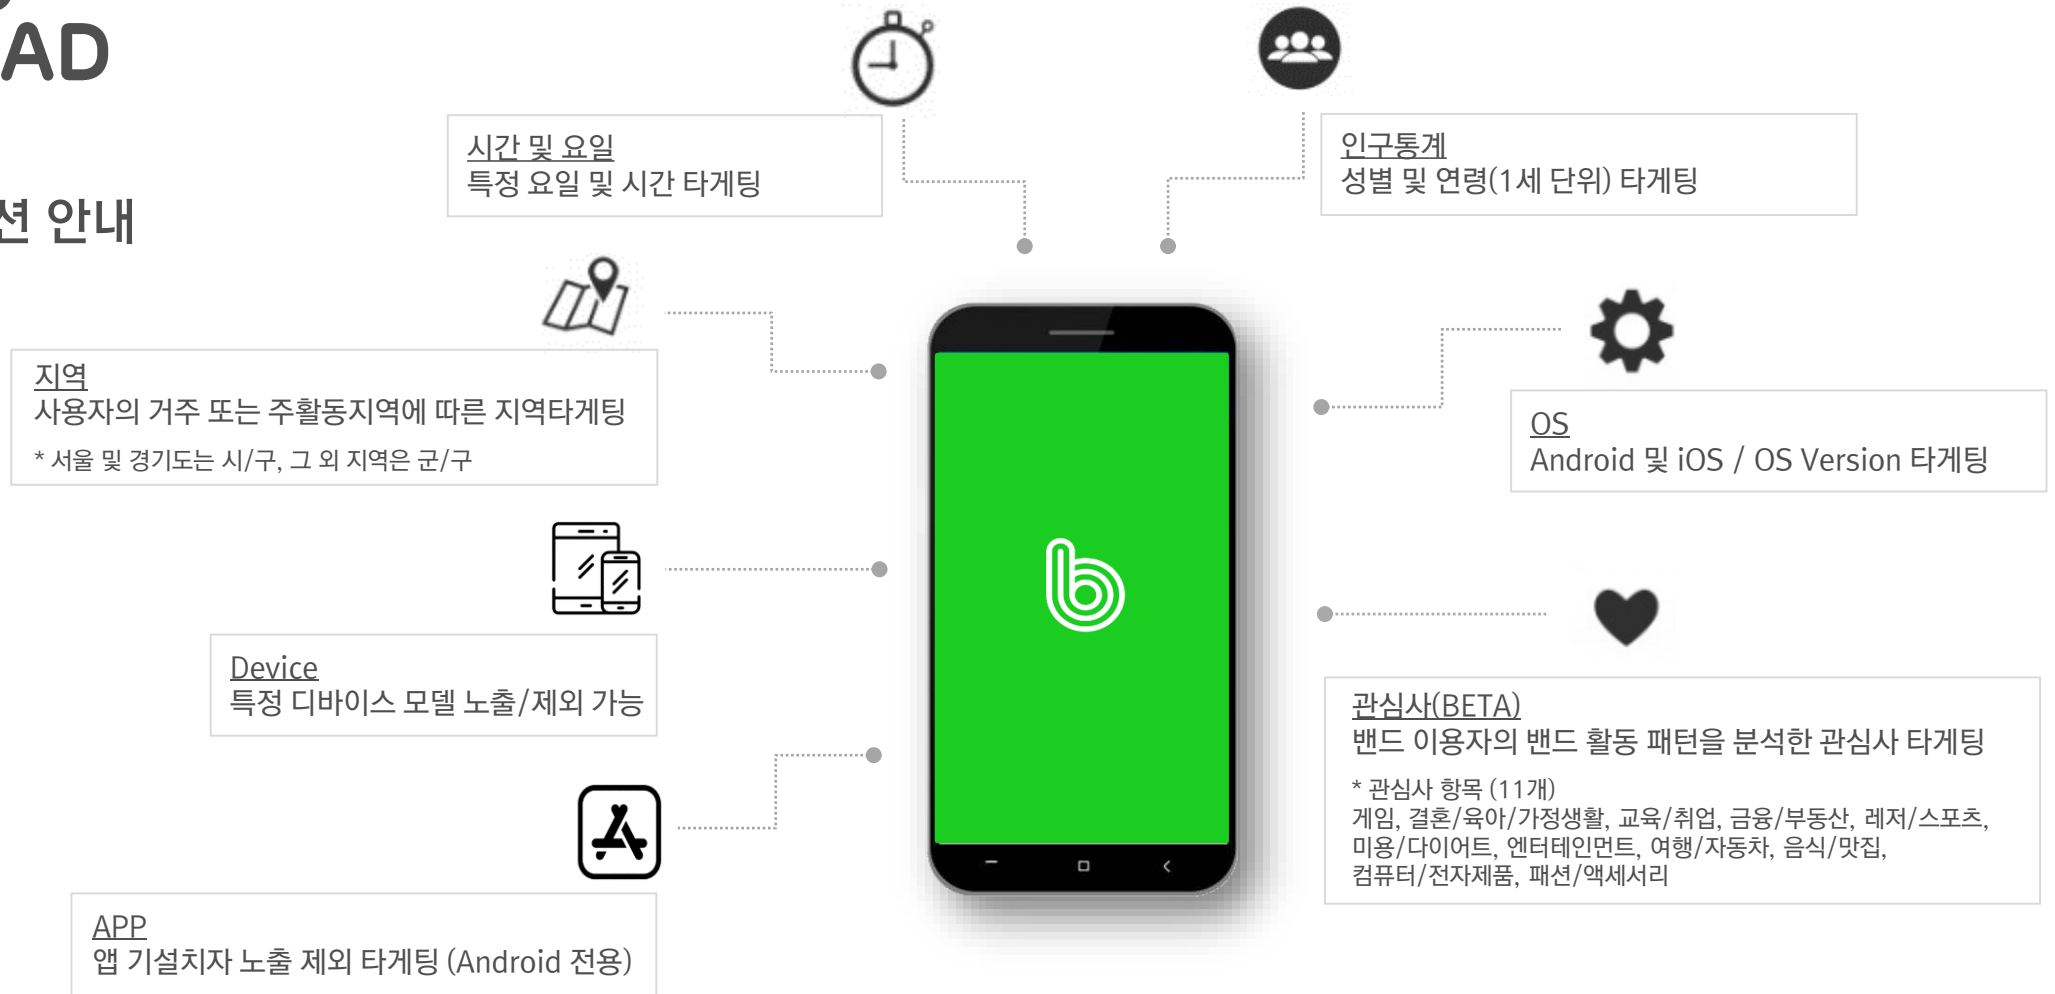 AD
션 안내
시간 및 요일
특정 요일 및 시간 타게팅
인구통계
성별 및 연령(1세 단위) 타게팅
지역
사용자의 거주 또는 주활동지역에 따른 지역타게팅
* 서울 및 경기도는 시/구, 그 외 지역은 군/구
OS
Android 및 iOS / OS Version 타게팅
Device
특정 디바이스 모델 노출/제외 가능
관심사(BETA)
밴드 이용자의 밴드 활동 패턴을 분석한 관심사 타게팅
* 관심사 항목 (11개)
게임, 결혼/육아/가정생활, 교육/취업, 금융/부동산, 레저/스포츠,
미용/다이어트, 엔터테인먼트, 여행/자동차, 음식/맛집,
컴퓨터/전자제품, 패션/액세서리
APP
앱 기설치자 노출 제외 타게팅 (Android 전용)